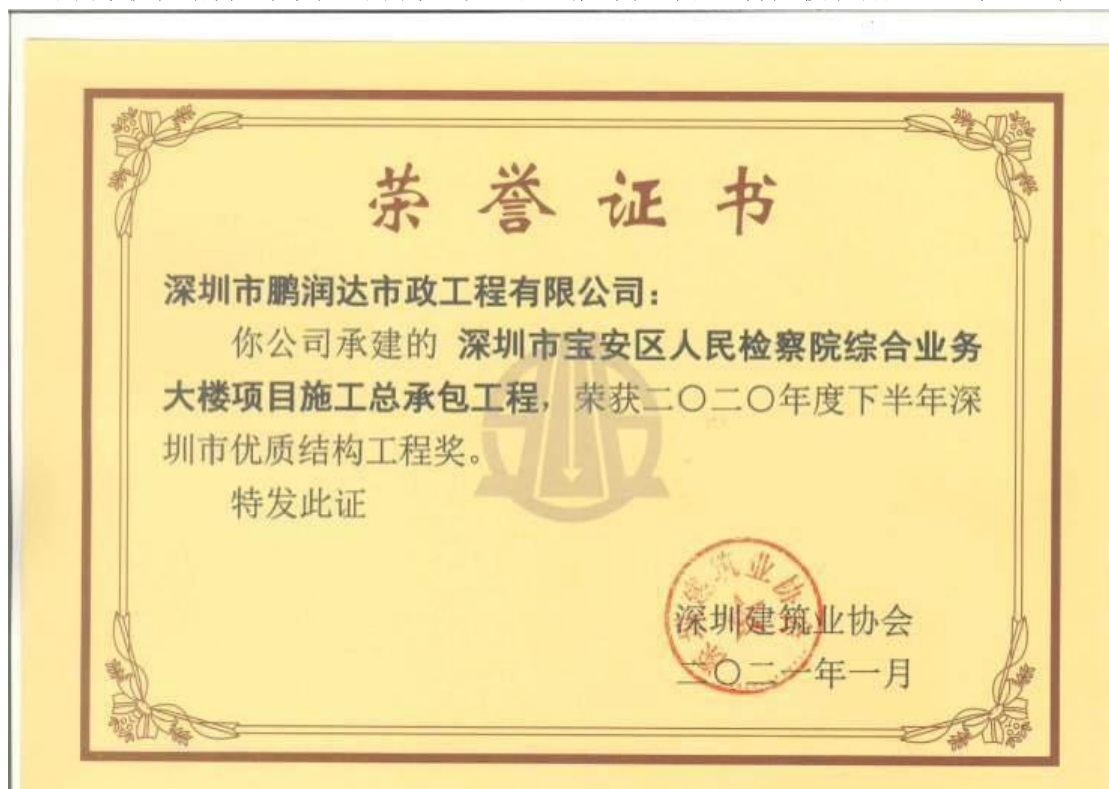 荣誉证书
深圳市鹏润达市政工程有限公司：
你公司承建的 深圳市宝安区人民检察院综合业务
大楼项目施工总承包工程，荣获二〇二〇年度下半年深
圳市优质结构工程奖。
特发此证
深圳建筑业协会
二〇二一年一月